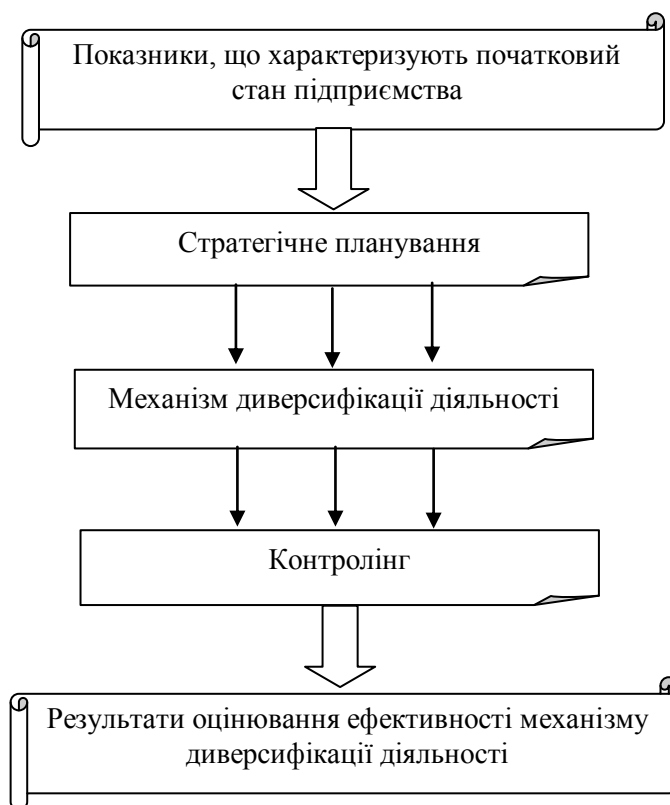 Показники, що характеризують початковий
стан підприємства
Стратегічне планування
Механізм диверсифікації діяльності
Контролінг
Результати оцінювання ефективності механізму
диверсифікації діяльності